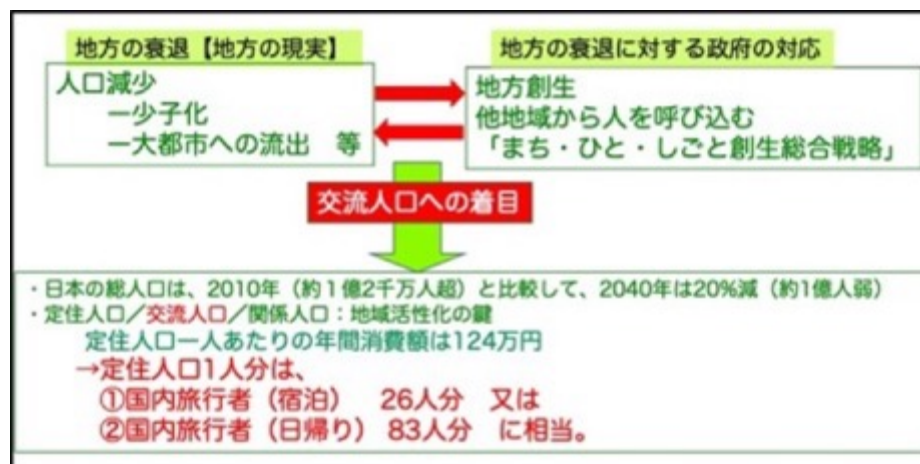 地方の衰退【地方の現実】
人口減少
ー少子化
ー大都市への流出　等
地方の衰退に対する政府の対応
地方創生
他地域から人を呼び込む
「まち・ひと・しごと創生総合戦略」
交流人口への着目
・日本の総人口は、2010年（約１億2千万人超）と比較して、2040年は20%減（約1億人弱）
・定住人口／交流人口／関係人口：地域活性化の鍵
定住人口一人あたりの年間消費額は124万円
→定住人口1人分は、
①国内旅行者（宿泊）　26人分　又は
②国内旅行者（日帰り）83人分　に相当。